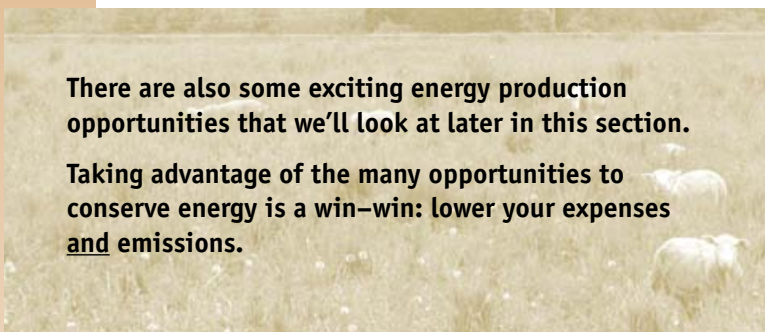 There are also some exciting energy production
opportunities that we’ll look at later in this section.
Taking advantage of the many opportunities to
conserve energy is a win–win: lower your expenses
and emissions.